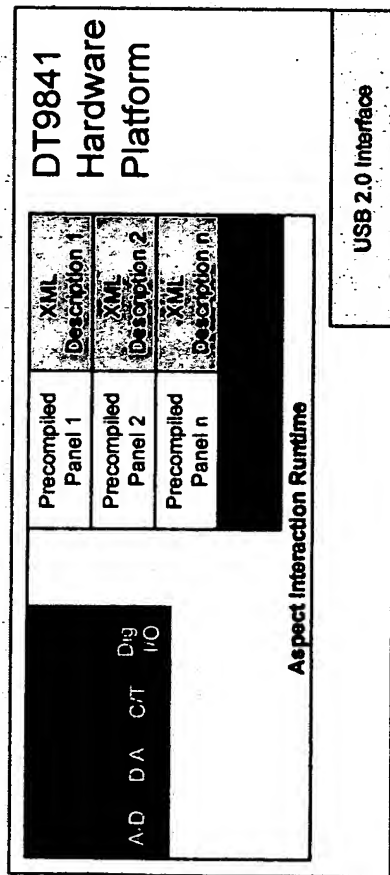 DT9841
Hardware
Platform
A-D D A C/T Dig
I/O
Precompiled
Panel 1
XML
Description 1
Precompiled
Panel 2
XML
Description 2
Precompiled
Panel n
XML
Description n
Aspect Interaction Runtime
USB 2.0 Interface